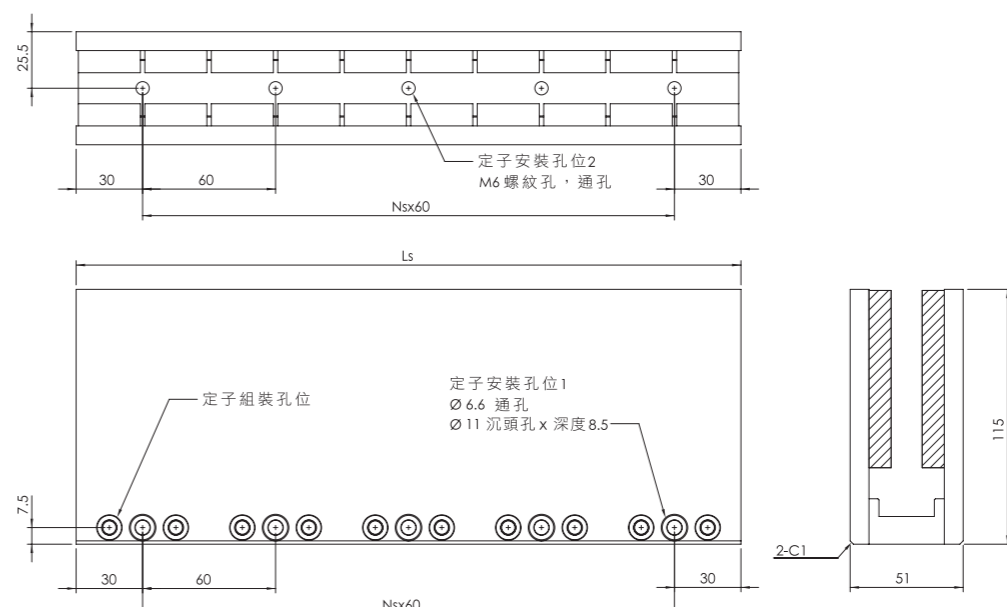 25.5
定子安裝孔位2
M6 螺紋孔，通孔
30
60
30
Nsx60
Ls
定子組裝孔位
定子安裝孔位1
Ø 6.6 通孔
Ø 11 沉頭孔 x 深度 8.5
7.5
115
2-C1
30
60
30
51
Nsx60